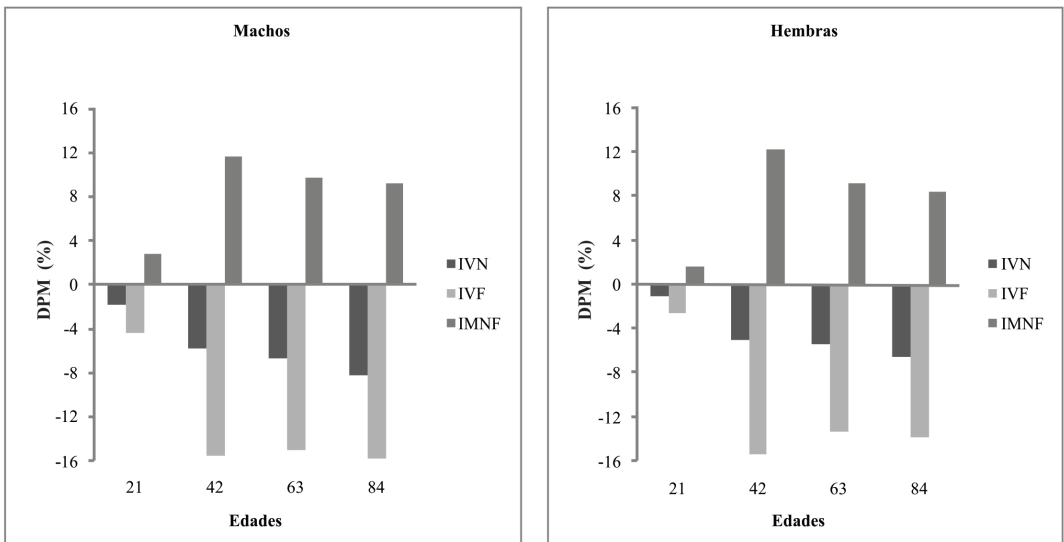 Machos
16
12
8
4
0
-4
-8
-12
-16
DPM (%)
21 42 63 84
Edades
IVN
IVF
IMNF
Hembras
16
12
8
4
0
-4
-8
-12
-16
DPM (%)
21 42 63 84
Edades
IVN
IVF
IMNF